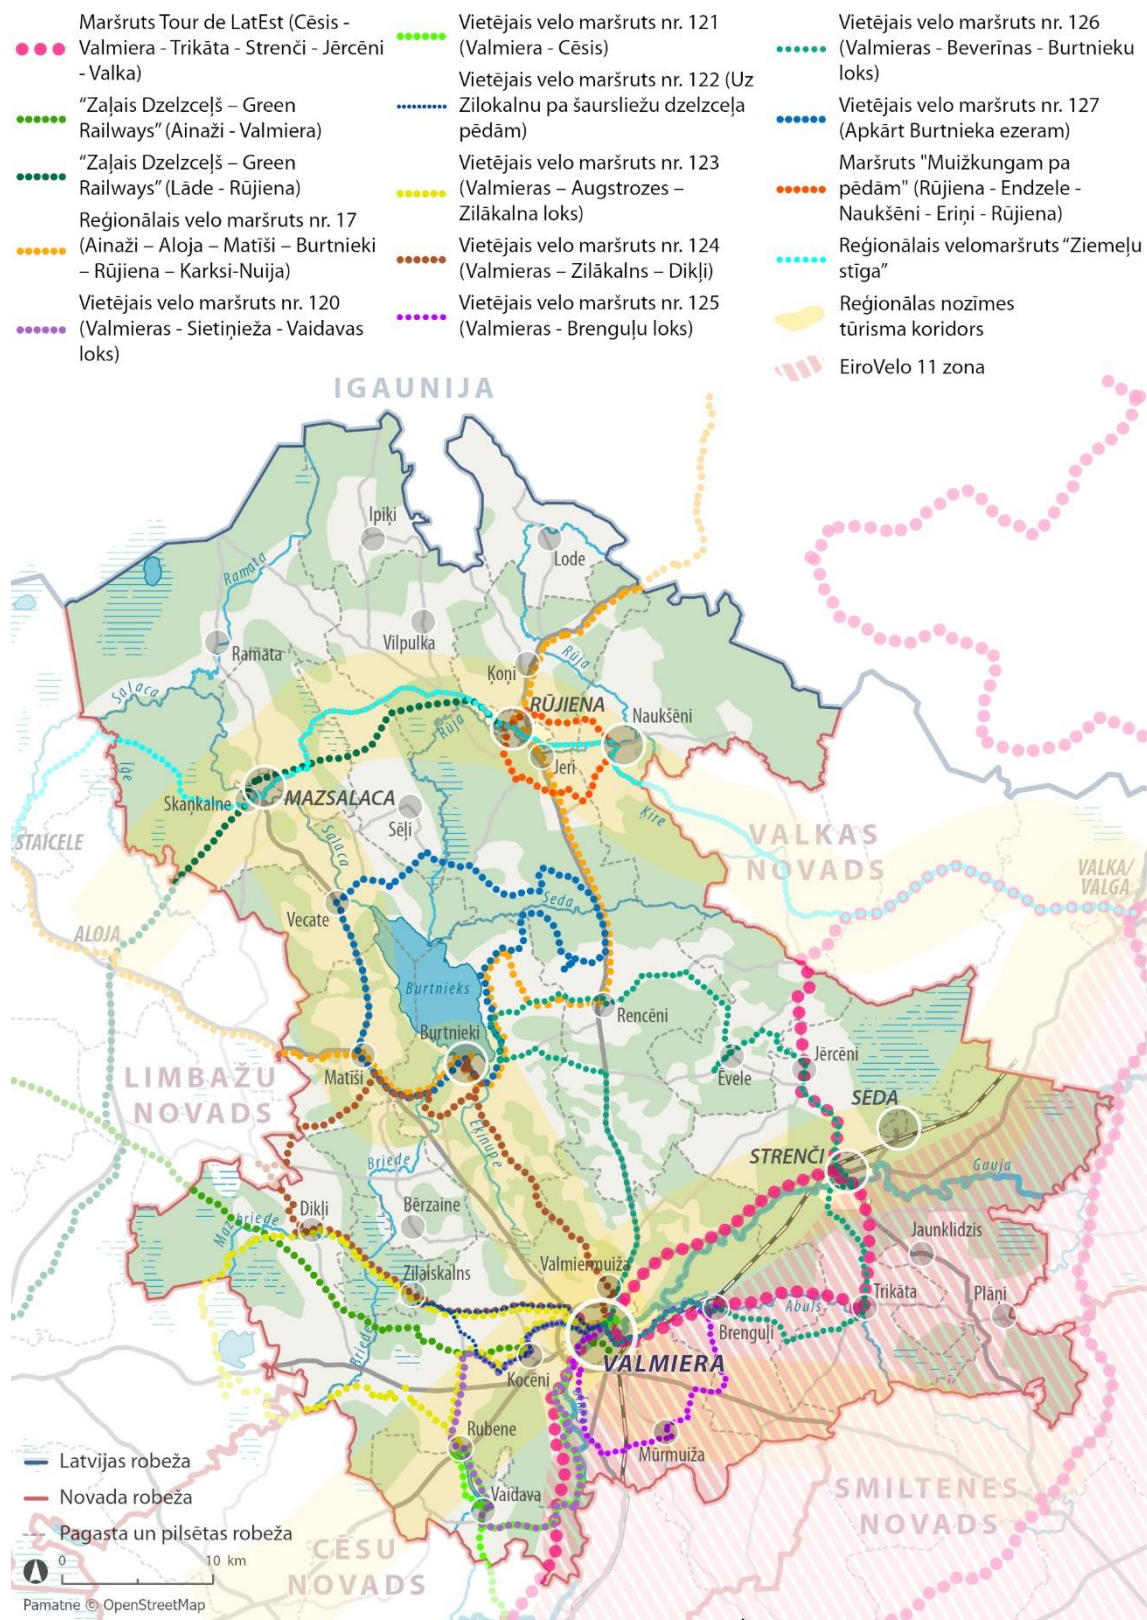 Maršruts Tour de LatEst (Cēsis -
Valmiera - Trikāta - Strenči - Jērcēni
- Valka)
“Zaļais Dzelzceļš – Green
Railways” (Ainaži - Valmiera)
“Zaļais Dzelzceļš – Green
Railways” (Lāde - Rūjiena)
Reģionālais velo maršruts nr. 17
(Ainaži – Aloja – Matīši – Burtnieki
– Rūjiena – Karksi-Nuija)
Vietējais velo maršruts nr. 120
(Valmieras - Sietiņieža - Vaidavas
loks)
Vietējais velo maršruts nr. 121
(Valmiera - Cēsis)
Vietējais velo maršruts nr. 122 (Uz
Zilokalnu pa šaursliežu dzelzceļa
pēdām)
Vietējais velo maršruts nr. 123
(Valmieras – Augstrozes –
Zilākalna loks)
Vietējais velo maršruts nr. 124
(Valmieras – Zilākalns – Dikļi)
Vietējais velo maršruts nr. 125
(Valmieras - Brenguļu loks)
Vietējais velo maršruts nr. 126
(Valmieras - Beverīnas - Burtnieku
loks)
Vietējais velo maršruts nr. 127
(Apkārt Burtnieka ezeram)
Maršruts "Muižkungam pa
pēdām" (Rūjiena - Endzele -
Naukšēni - Eriņi - Rūjiena)
Reģionālais velomaršruts “Ziemeļu
stīga”
Reģionālas nozīmes
tūrisma koridors
EiroVelo 11 zona
IGAUNIJA
Ipiķi
Lode
Ramata
Ramata
Vilpulka
Ķoņi
Rūja
Salaca
RŪJIENA
Naukšēni
Rūja
Jeri
Iģe
Skaņkalne
MAZSALACA
Sēļi
Ķire
Salaca
STAICELE
VALKAS
NOVADS
VALKA/
VALGA
Vecate
Seda
ALOJA
Burtnieks
Rencēni
Burtnieki
Matīši
Ēvele
Jērcēni
LIMBAŽU
NOVADS
SEDA
Ekinupe
STRENČI
Briede
Gauja
Dikļi
Bērzaine
Mazbriede
Jaunklidzis
Zilaiskalns
Valmiermuiža
Trikāta
Plāni
Abuls
Brenguļi
Briede
VALMIERA
Kocēni
Rubene
Mūrmuiža
Vaidava
SMILTENES
NOVADS
CĒSU
NOVADS
Latvijas robeža
Novada robeža
Pagasta un pilsētas robeža
0 10 km
Pamatne © OpenStreetMap